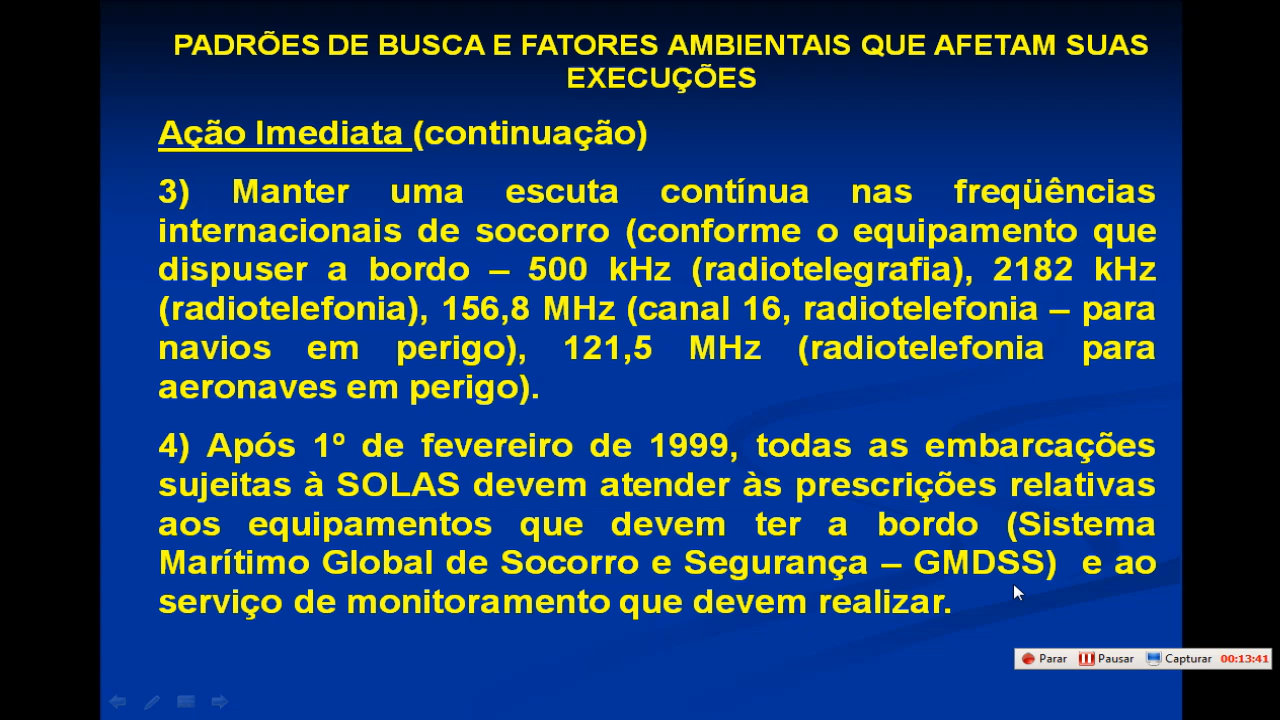 PADRÕES DE BUSCA E FATORES AMBIENTAIS QUE AFETAM SUAS
EXECUÇÕES
Ação Imediata (continuação)
3) Manter uma escuta contínua nas freqüências
internacionais de socorro (conforme o equipamento que
dispuser a bordo – 500 kHz (radiotelegrafia), 2182 kHz
(radiotelefonia), 156,8 MHz (canal 16, radiotelefonia – para
navios em perigo), 121,5 MHz (radiotelefonia para
aeronaves em perigo).
4) Após 1º de fevereiro de 1999, todas as embarcações
sujeitas à SOLAS devem atender às prescrições relativas
aos equipamentos que devem ter a bordo (Sistema
Marítimo Global de Socorro e Segurança – GMDSS) e ao
serviço de monitoramento que devem realizar.
Parar Pausar Capturar 00:13:41